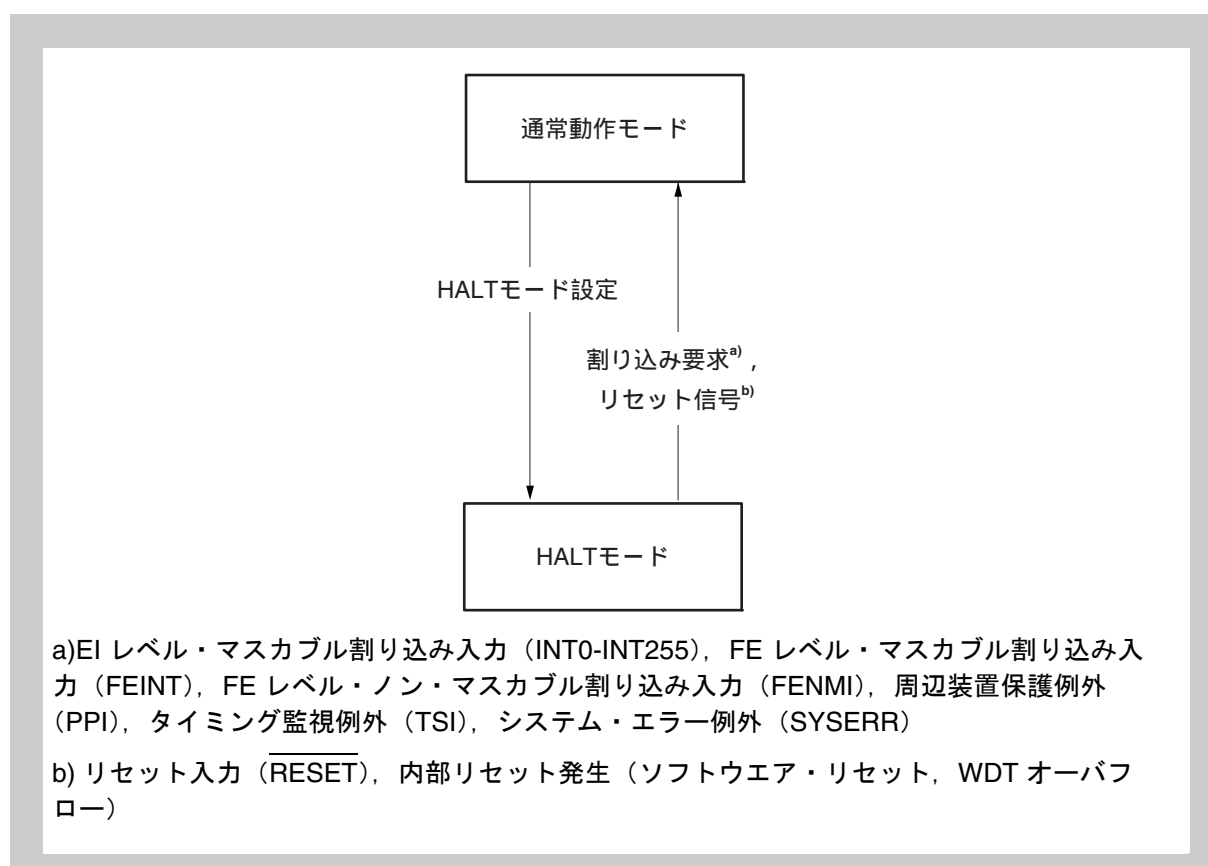 通常動作モード
HALTモード設定
割り込み要求a),
リセット信号b)
HALTモード
a)EI レベル・マスカブル割り込み入力（INT0-INT255），FE レベル・マスカブル割り込み入
力（FEINT），FE レベル・ノン・マスカブル割り込み入力（FENMI），周辺装置保護例外
（PPI），タイミング監視例外（TSI），システム・エラー例外（SYSERR）
b) リセット入力（RESET），内部リセット発生（ソフトウエア・リセット，WDT オーバフ
ロー）